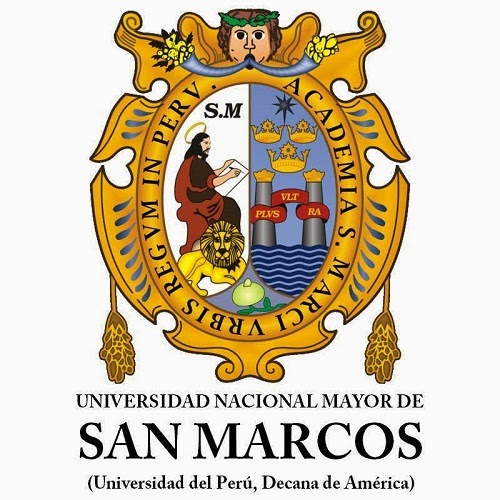 ACADEMIA S. MARCI VRBIS REGVM IN PERV.
S.M
PLVS VLT RA
UNIVERSIDAD NACIONAL MAYOR DE
SAN MARCOS
(Universidad del Perú, Decana de América)